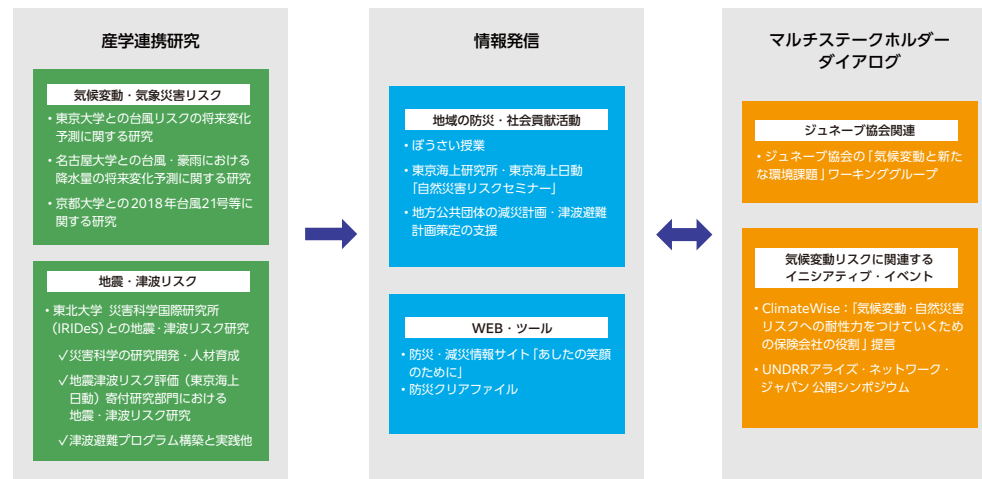 産学連携研究
気候変動・気象災害リスク
・東京大学との台風リスクの将来変化
予測に関する研究
・名古屋大学との台風・豪雨における
降水量の将来変化予測に関する研究
・京都大学との2018年台風21号等に
関する研究
地震・津波リスク
・東北大学 災害科学国際研究所
（IRIDeS）との地震・津波リスク研究
✓災害科学の研究開発・人材育成
✓地震津波リスク評価（東京海上
日動）寄付研究部門における
地震・津波リスク研究
✓津波避難プログラム構築と実践他
情報発信
地域の防災・社会貢献活動
・ぼうさい授業
・東京海上研究所・東京海上日動
「自然災害リスクセミナー」
・地方公共団体の減災計画・津波避難
計画策定の支援
WEB・ツール
・防災・減災情報サイト「あしたの笑顔
のために」
・防災クリアファイル
マルチステークホルダー
ダイアログ
ジュネーブ協会関連
・ジュネーブ協会の「気候変動と新た
な環境課題」ワーキンググループ
気候変動リスクに関連する
イニシアティブ・イベント
・ClimateWise：「気候変動・自然災害
リスクへの耐性力をつけていくため
の保険会社の役割」提言
・UNDRRアライズ・ネットワーク・
ジャパン 公開シンポジウム